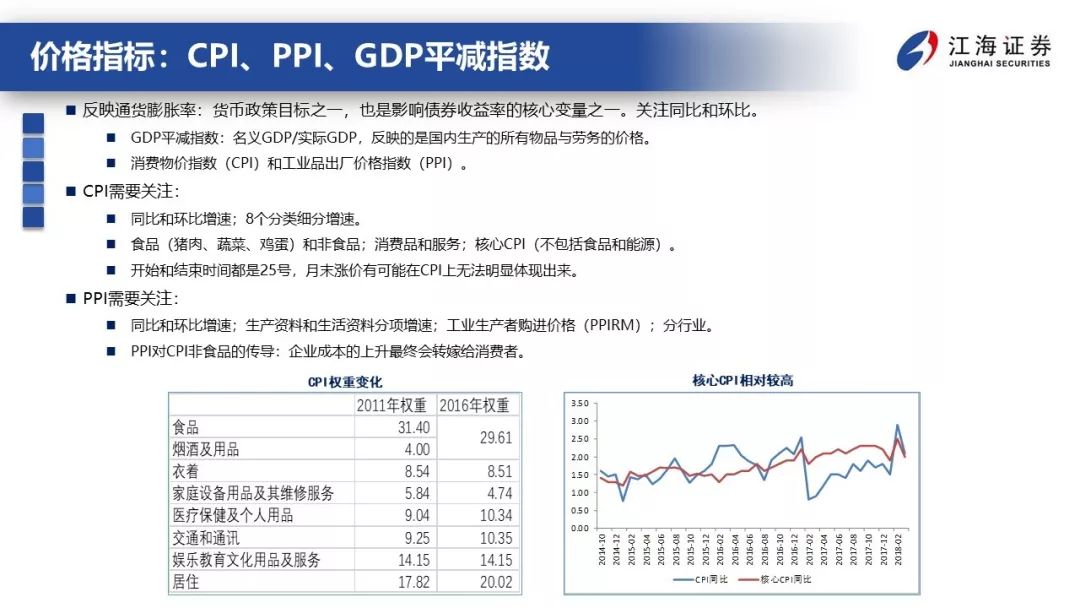 价格指标：CPI、PPI、GDP平减指数
江海证券
JIANGHAI SECURITIES
■ 反映通货膨胀率：货币政策目标之一，也是影响债券收益率的核心变量之一。关注同比和环比。
■ GDP平减指数：名义GDP/实际GDP，反映的是国内生产的所有物品与劳务的价格。
■ 消费物价指数（CPI）和工业品出厂价格指数（PPI）。
■ CPI需要关注：
■ 同比和环比增速；8个分类细分增速。
■ 食品（猪肉、蔬菜、鸡蛋）和非食品；消费品和服务；核心CPI（不包括食品和能源）。
■ 开始和结束时间都是25号，月末涨价有可能在CPI上无法明显体现出来。
■ PPI需要关注：
■ 同比和环比增速；生产资料和生活资料分项增速；工业生产者购进价格（PPIRM）；分行业。
■ PPI对CPI非食品的传导：企业成本的上升最终会转嫁给消费者。
CPI权重变化
2011年权重 2016年权重
食品 31.40
29.61
烟酒及用品 4.00
衣着 8.54 8.51
家庭设备用品及其维修服务 5.84 4.74
医疗保健及个人用品 9.04 10.34
交通和通讯 9.25 10.35
娱乐教育文化用品及服务 14.15 14.15
居住 17.82 20.02
核心CPI相对较高
3.50
3.00
2.50
2.00
1.50
1.00
0.50
0.00
2014-10
2014-12
2015-02
2015-04
2015-06
2015-08
2015-10
2015-12
2016-02
2016-04
2016-06
2016-08
2016-10
2016-12
2017-02
2017-04
2017-06
2017-08
2017-10
2017-12
2018-02
CPI同比 核心CPI同比